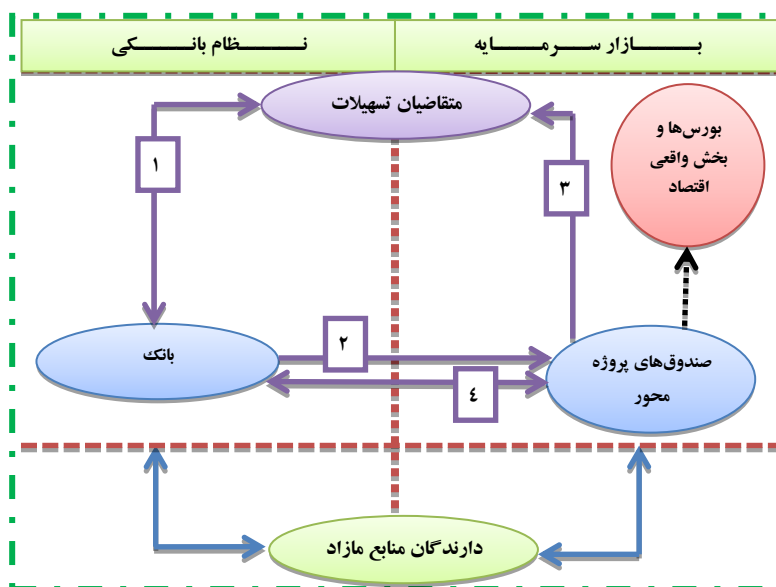 بازار سرمایه
نظام بانکی
متقاضیان تسهیلات
بورس‌ها و
بخش واقعی
اقتصاد
۱
۳
۲
۴
بانک
صندوق‌های پروژه
محور
دارندگان منابع مازاد